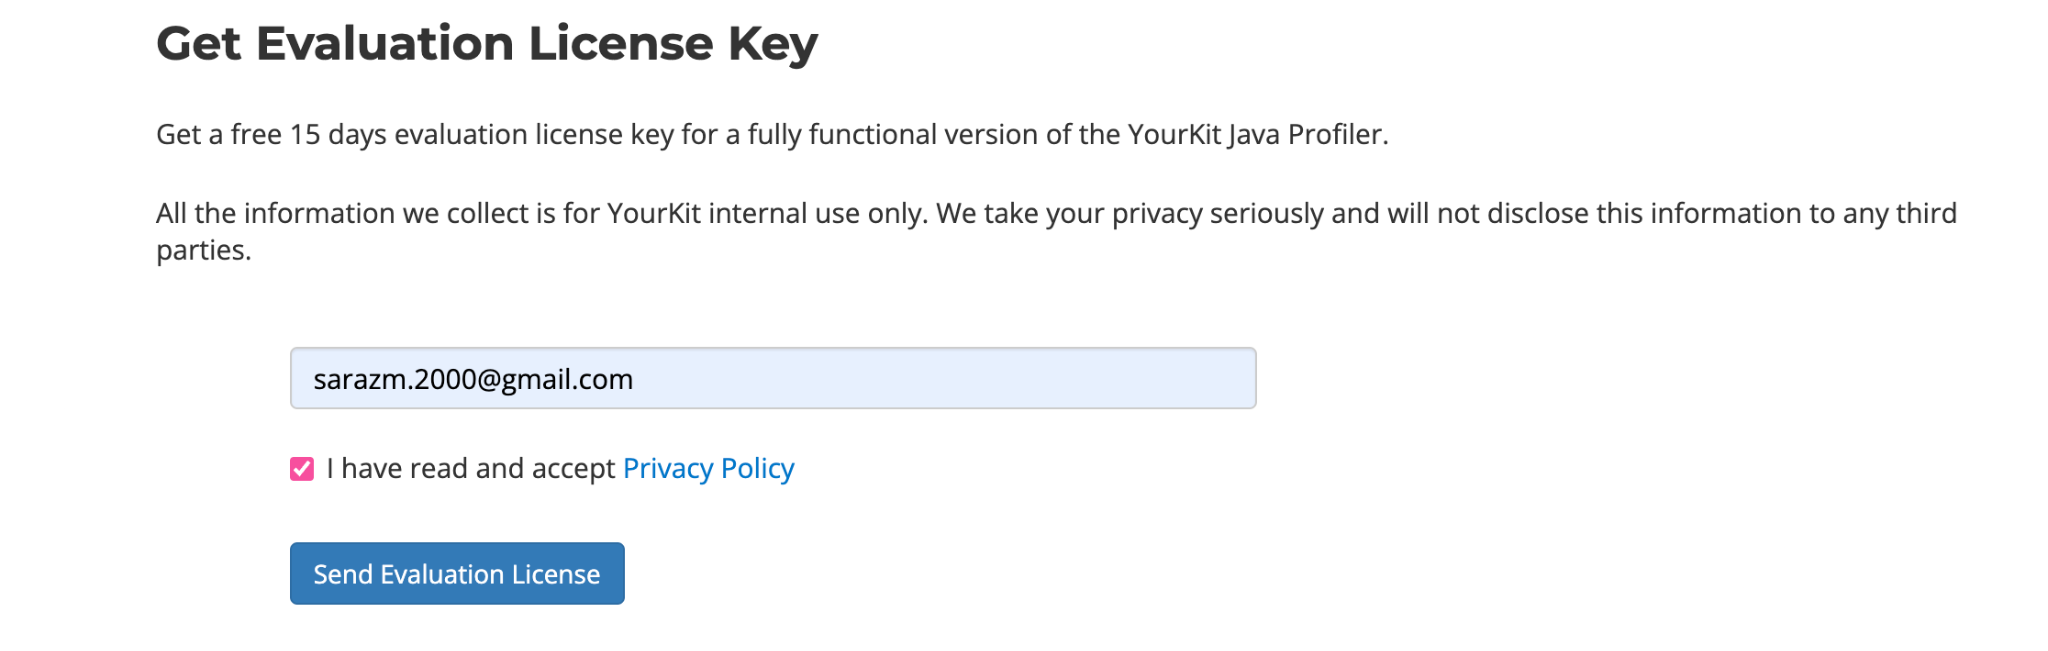 Get Evaluation License Key
Get a free 15 days evaluation license key for a fully functional version of the YourKit Java Profiler.
All the information we collect is for YourKit internal use only. We take your privacy seriously and will not disclose this information to any third
parties.
sarazm.2000@gmail.com
I have read and accept Privacy Policy
Send Evaluation License